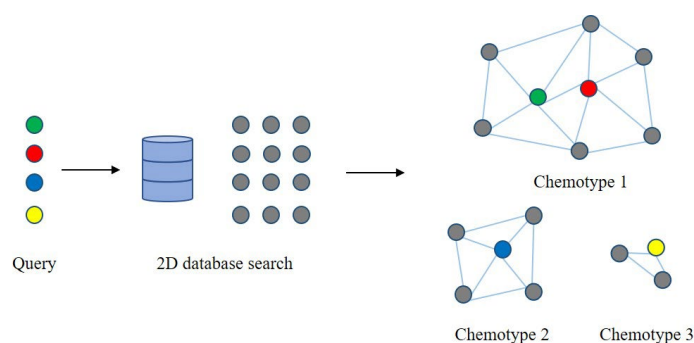 Query
2D database search
Chemotype 1
Chemotype 2
Chemotype 3